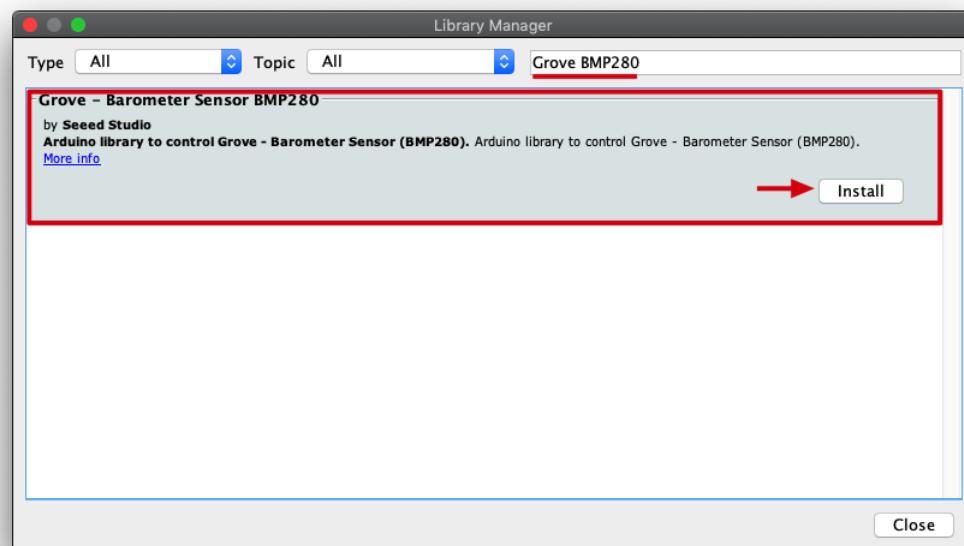 Library Manager
Type All Topic All Grove BMP280
Grove – Barometer Sensor BMP280
by Seeed Studio
Arduino library to control Grove - Barometer Sensor (BMP280). Arduino library to control Grove - Barometer Sensor (BMP280).
More info
Install
Close